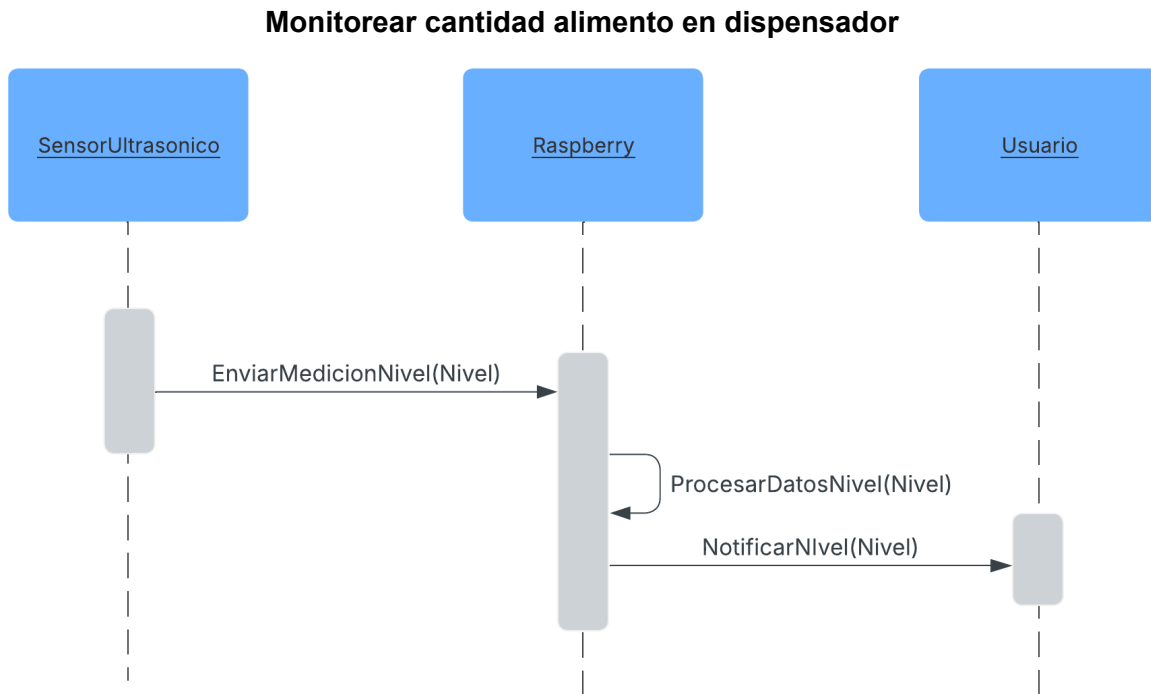 Monitorear cantidad alimento en dispensador
SensorUltrasonico
Raspberry
Usuario
EnviarMedicionNivel(Nivel)
ProcesarDatosNivel(Nivel)
NotificarNIvel(Nivel)